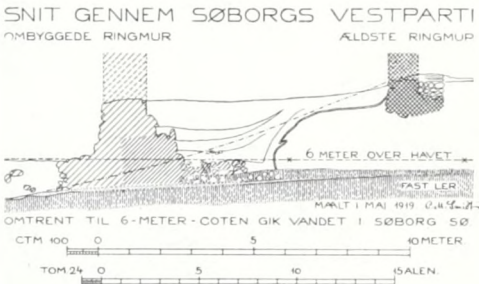 SNIT GENNEM SØBORGS VESTPARTI
OMBYGGEDE RINGMUR
ÆLDSTE RINGMUR
6 METER OVER HAVET
FAST LER
MAALT I MAJ 1919
OMTRENT TIL 6-METER-COTEN GIK VANDET I SØBORG SØ.
CTM 100 0 5 10 METER.
TOM. 24 0 5 10 15 ALEN.